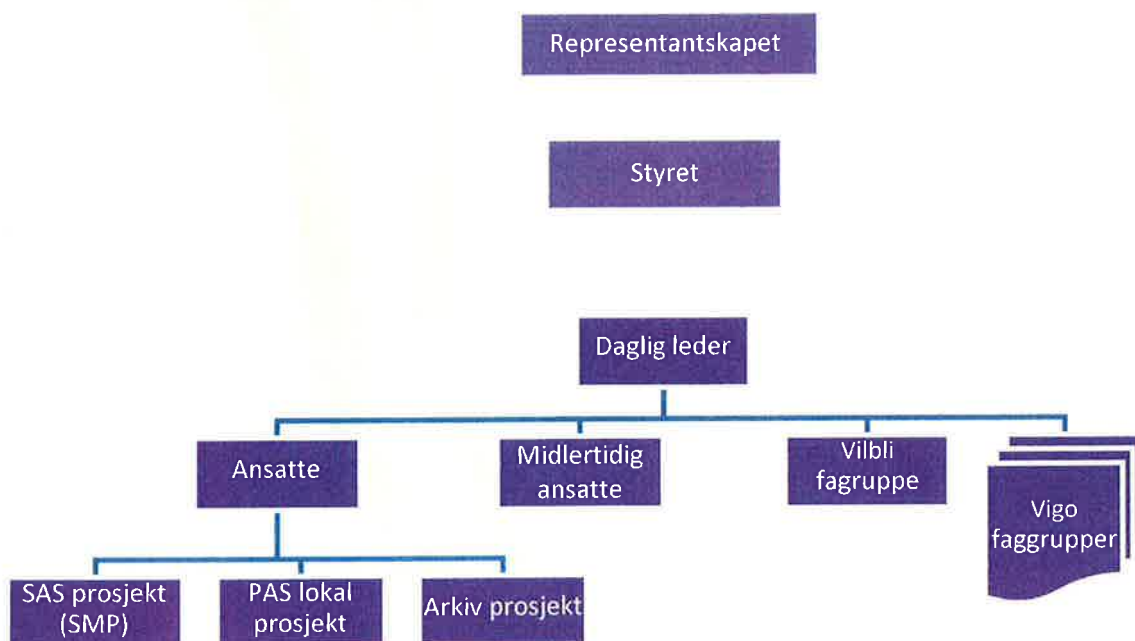 Representantskapet
Styret
Daglig leder
Ansatte
Midlertidig
ansatte
Vilbli
fagruppe
Vigo
faggrupper
SAS prosjekt
(SMP)
PAS lokal
prosjekt
Arkiv prosjekt